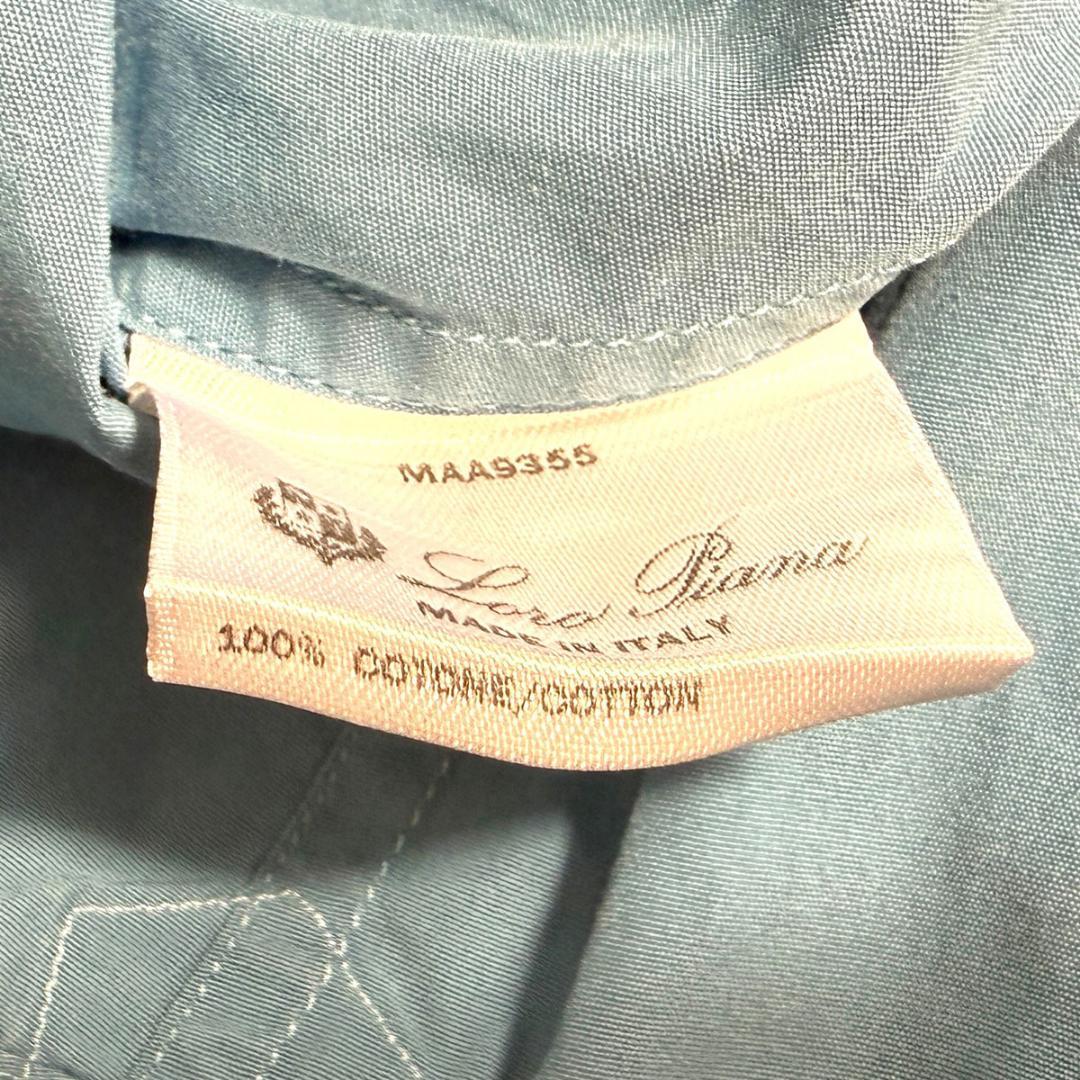 MAA9355
Loro Piana
MADE IN ITALY
100% COTONE/COTTON